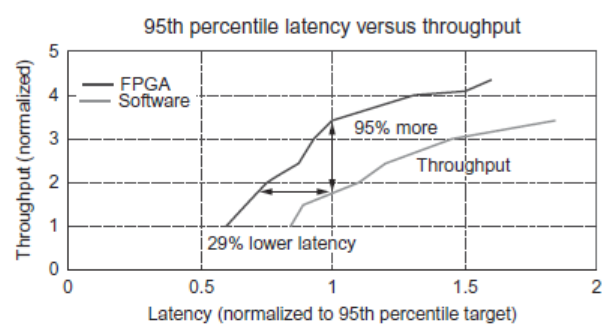 95th percentile latency versus throughput
Throughput (normalized)
5
4
3
2
1
0
FPGA
Software
95% more
Throughput
29% lower latency
0
0.5
1
1.5
2
Latency (normalized to 95th percentile target)